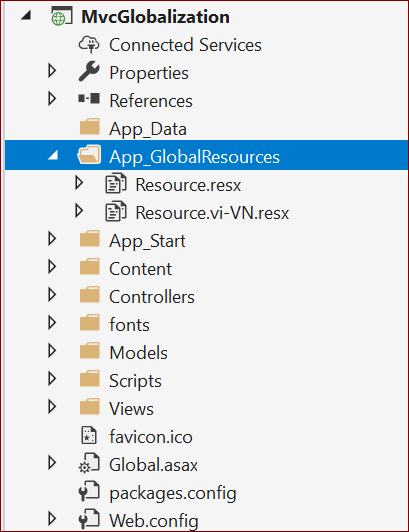 MvcGlobalization
Connected Services
Properties
References
App_Data
App_GlobalResources
Resource.resx
Resource.vi-VN.resx
App_Start
Content
Controllers
fonts
Models
Scripts
Views
favicon.ico
Global.asax
packages.config
Web.config